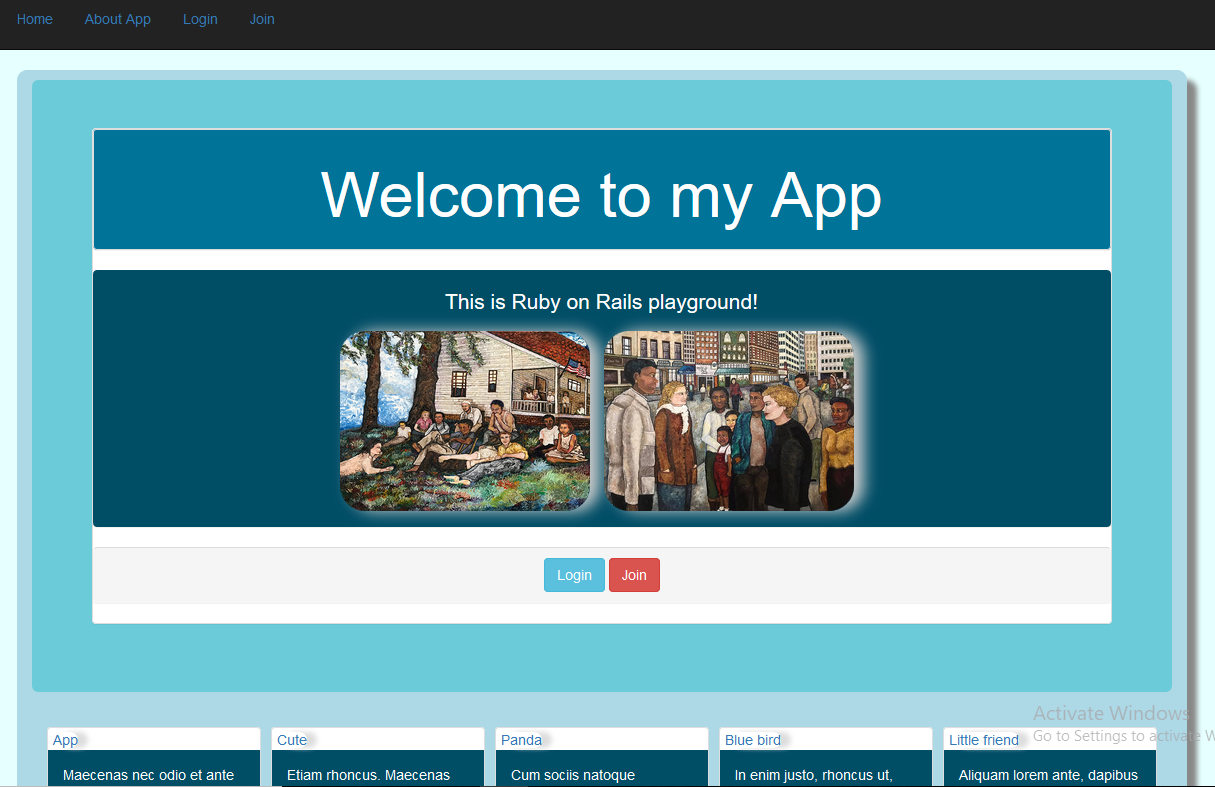 Home About App Login Join
Welcome to my App
This is Ruby on Rails playground!
Login Join
App Cute Panda Blue bird Little friend
Maecenas nec odio et ante Etiam rhoncus. Maecenas Cum sociis natoque In enim justo, rhoncus ut, Aliquam lorem ante, dapibus
Activate Windows
Go to Settings to activate W